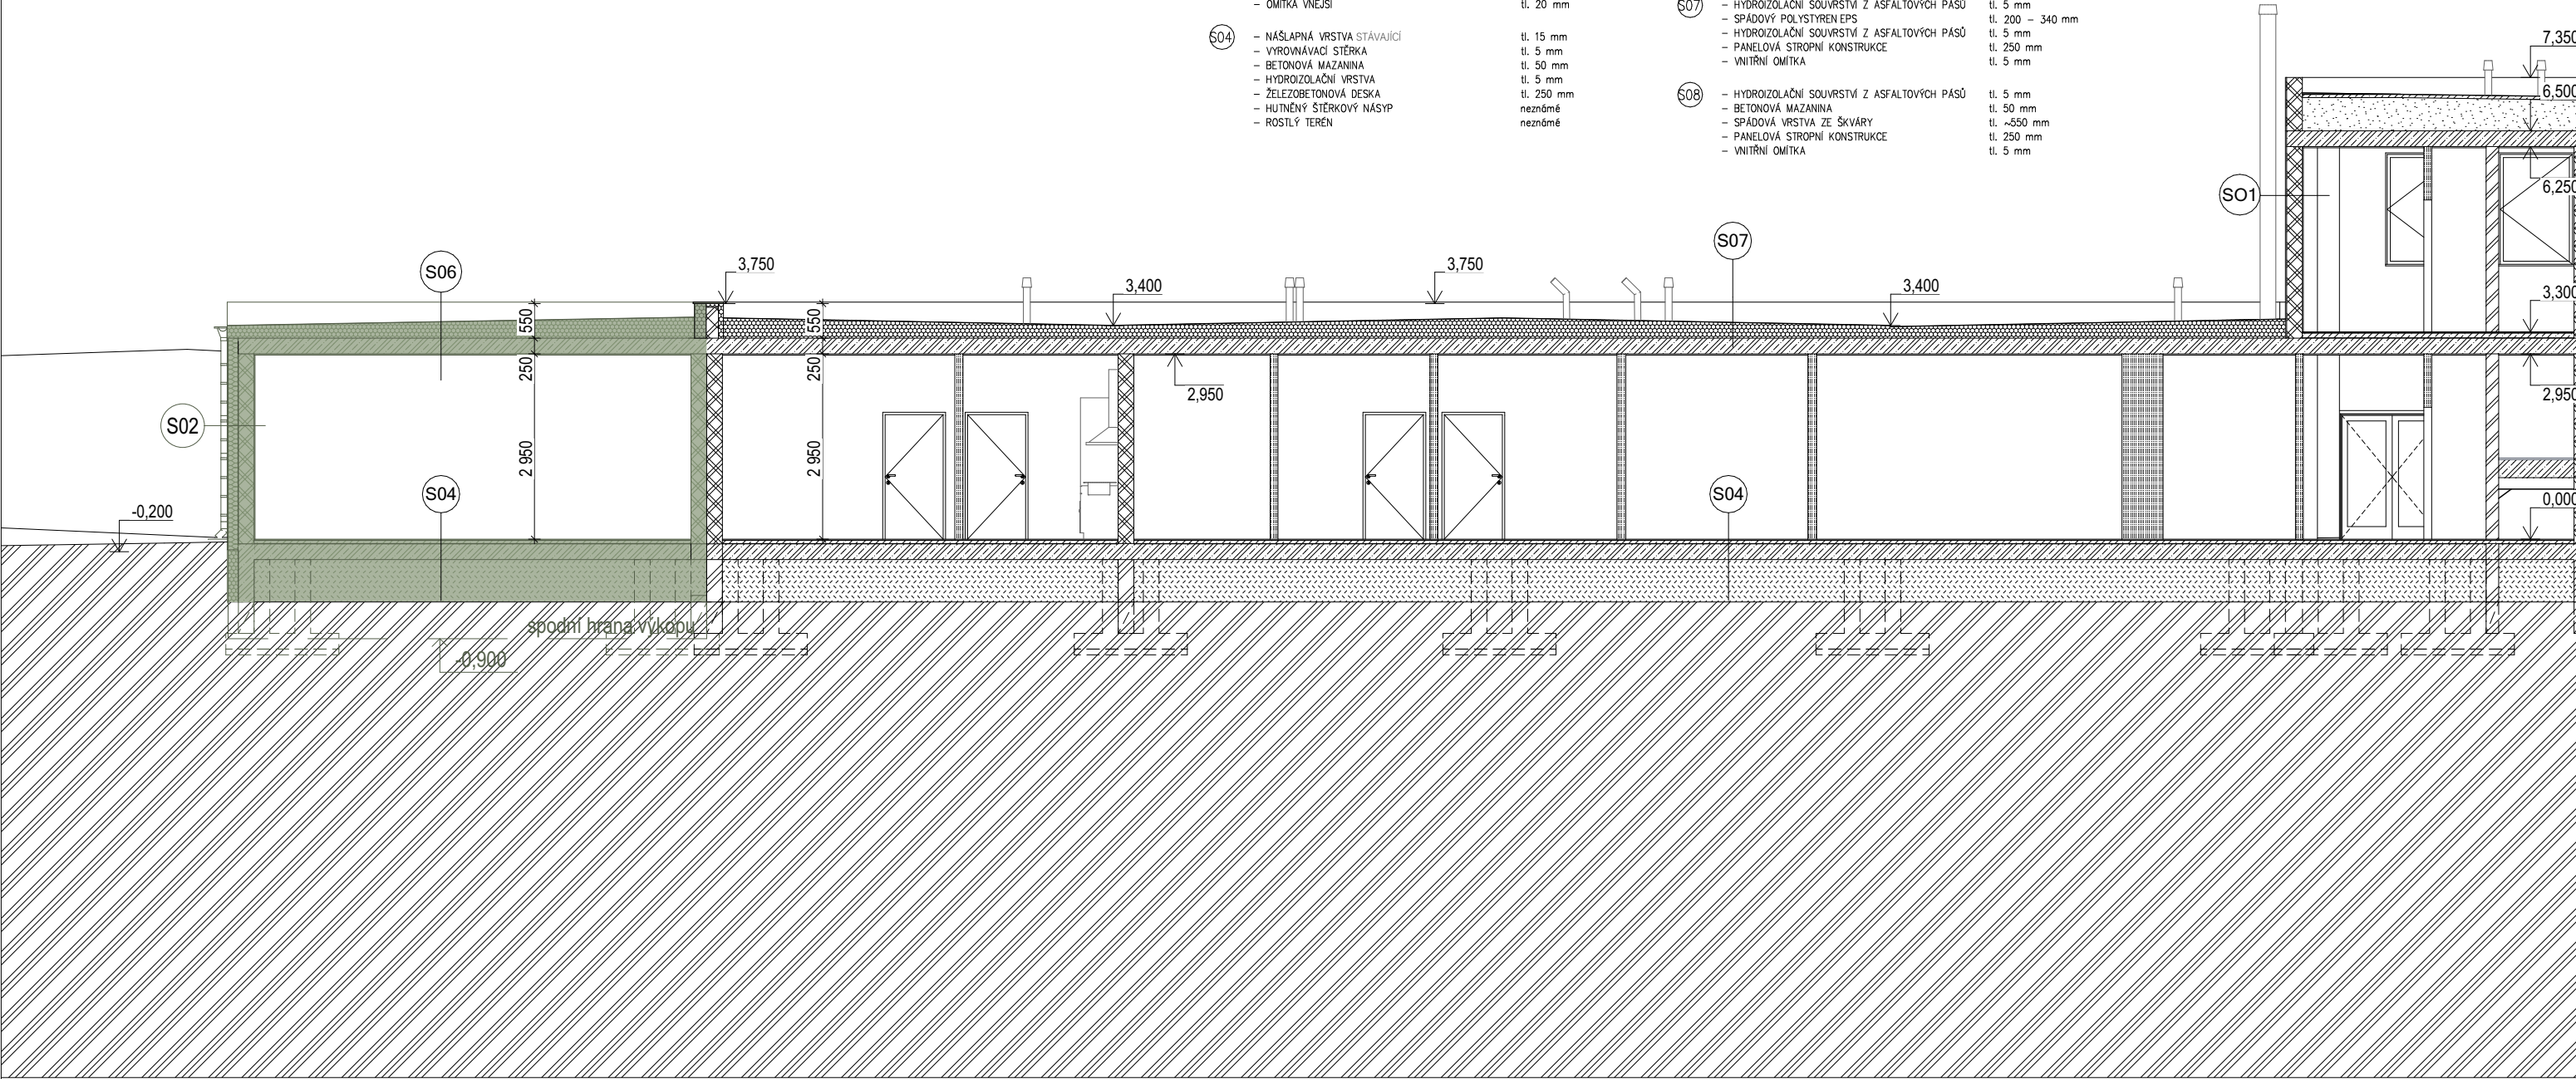 - OMÍTKA VNĚJŠÍ tl. 20 mm
S04 - NÁŠLAPNÁ VRSTVA STÁVAJÍCÍ tl. 15 mm
- VYROVNÁVACÍ STĚRKA tl. 5 mm
- BETONOVÁ MAZANINA tl. 50 mm
- HYDROIZOLAČNÍ VRSTVA tl. 5 mm
- ŽELEZOBETONOVÁ DESKA tl. 250 mm
- HUTNĚNÝ ŠTĚRKOVÝ NÁSYP neznámé
- ROSTLÝ TERÉN neznámé
S07 - HYDROIZOLAČNÍ SOUVRSTVÍ Z ASFALTOVÝCH PÁSŮ tl. 5 mm
- SPÁDOVÝ POLYSTYREN EPS tl. 200 - 340 mm
- HYDROIZOLAČNÍ SOUVRSTVÍ Z ASFALTOVÝCH PÁSŮ tl. 5 mm
- PANELOVÁ STROPNÍ KONSTRUKCE tl. 250 mm
- VNITŘNÍ OMÍTKA tl. 5 mm
S08 - HYDROIZOLAČNÍ SOUVRSTVÍ Z ASFALTOVÝCH PÁSŮ tl. 5 mm
- BETONOVÁ MAZANINA tl. 50 mm
- SPÁDOVÁ VRSTVA ZE ŠKVÁRY tl. ~550 mm
- PANELOVÁ STROPNÍ KONSTRUKCE tl. 250 mm
- VNITŘNÍ OMÍTKA tl. 5 mm
7,350
6,500
6,250
SO1
S07
S06
3,750
3,400
3,750
3,400
3,300
550
550
250
250
2,950
2,950
S02
2 950
2 950
S04
S04
0,000
-0,200
spodní hrana výkopu
-0,900